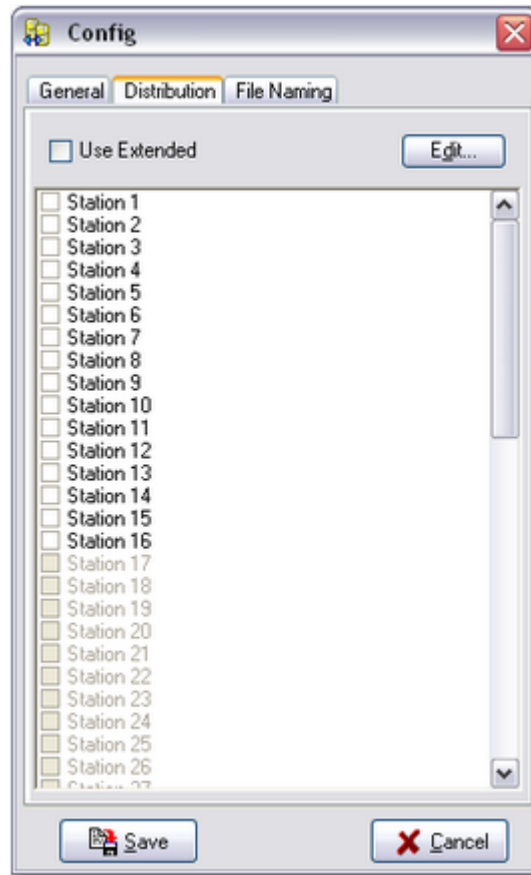 Config
General Distribution File Naming
Use Extended Edit...
Station 1
Station 2
Station 3
Station 4
Station 5
Station 6
Station 7
Station 8
Station 9
Station 10
Station 11
Station 12
Station 13
Station 14
Station 15
Station 16
Station 17
Station 18
Station 19
Station 20
Station 21
Station 22
Station 23
Station 24
Station 25
Station 26
Station 27
Save Cancel